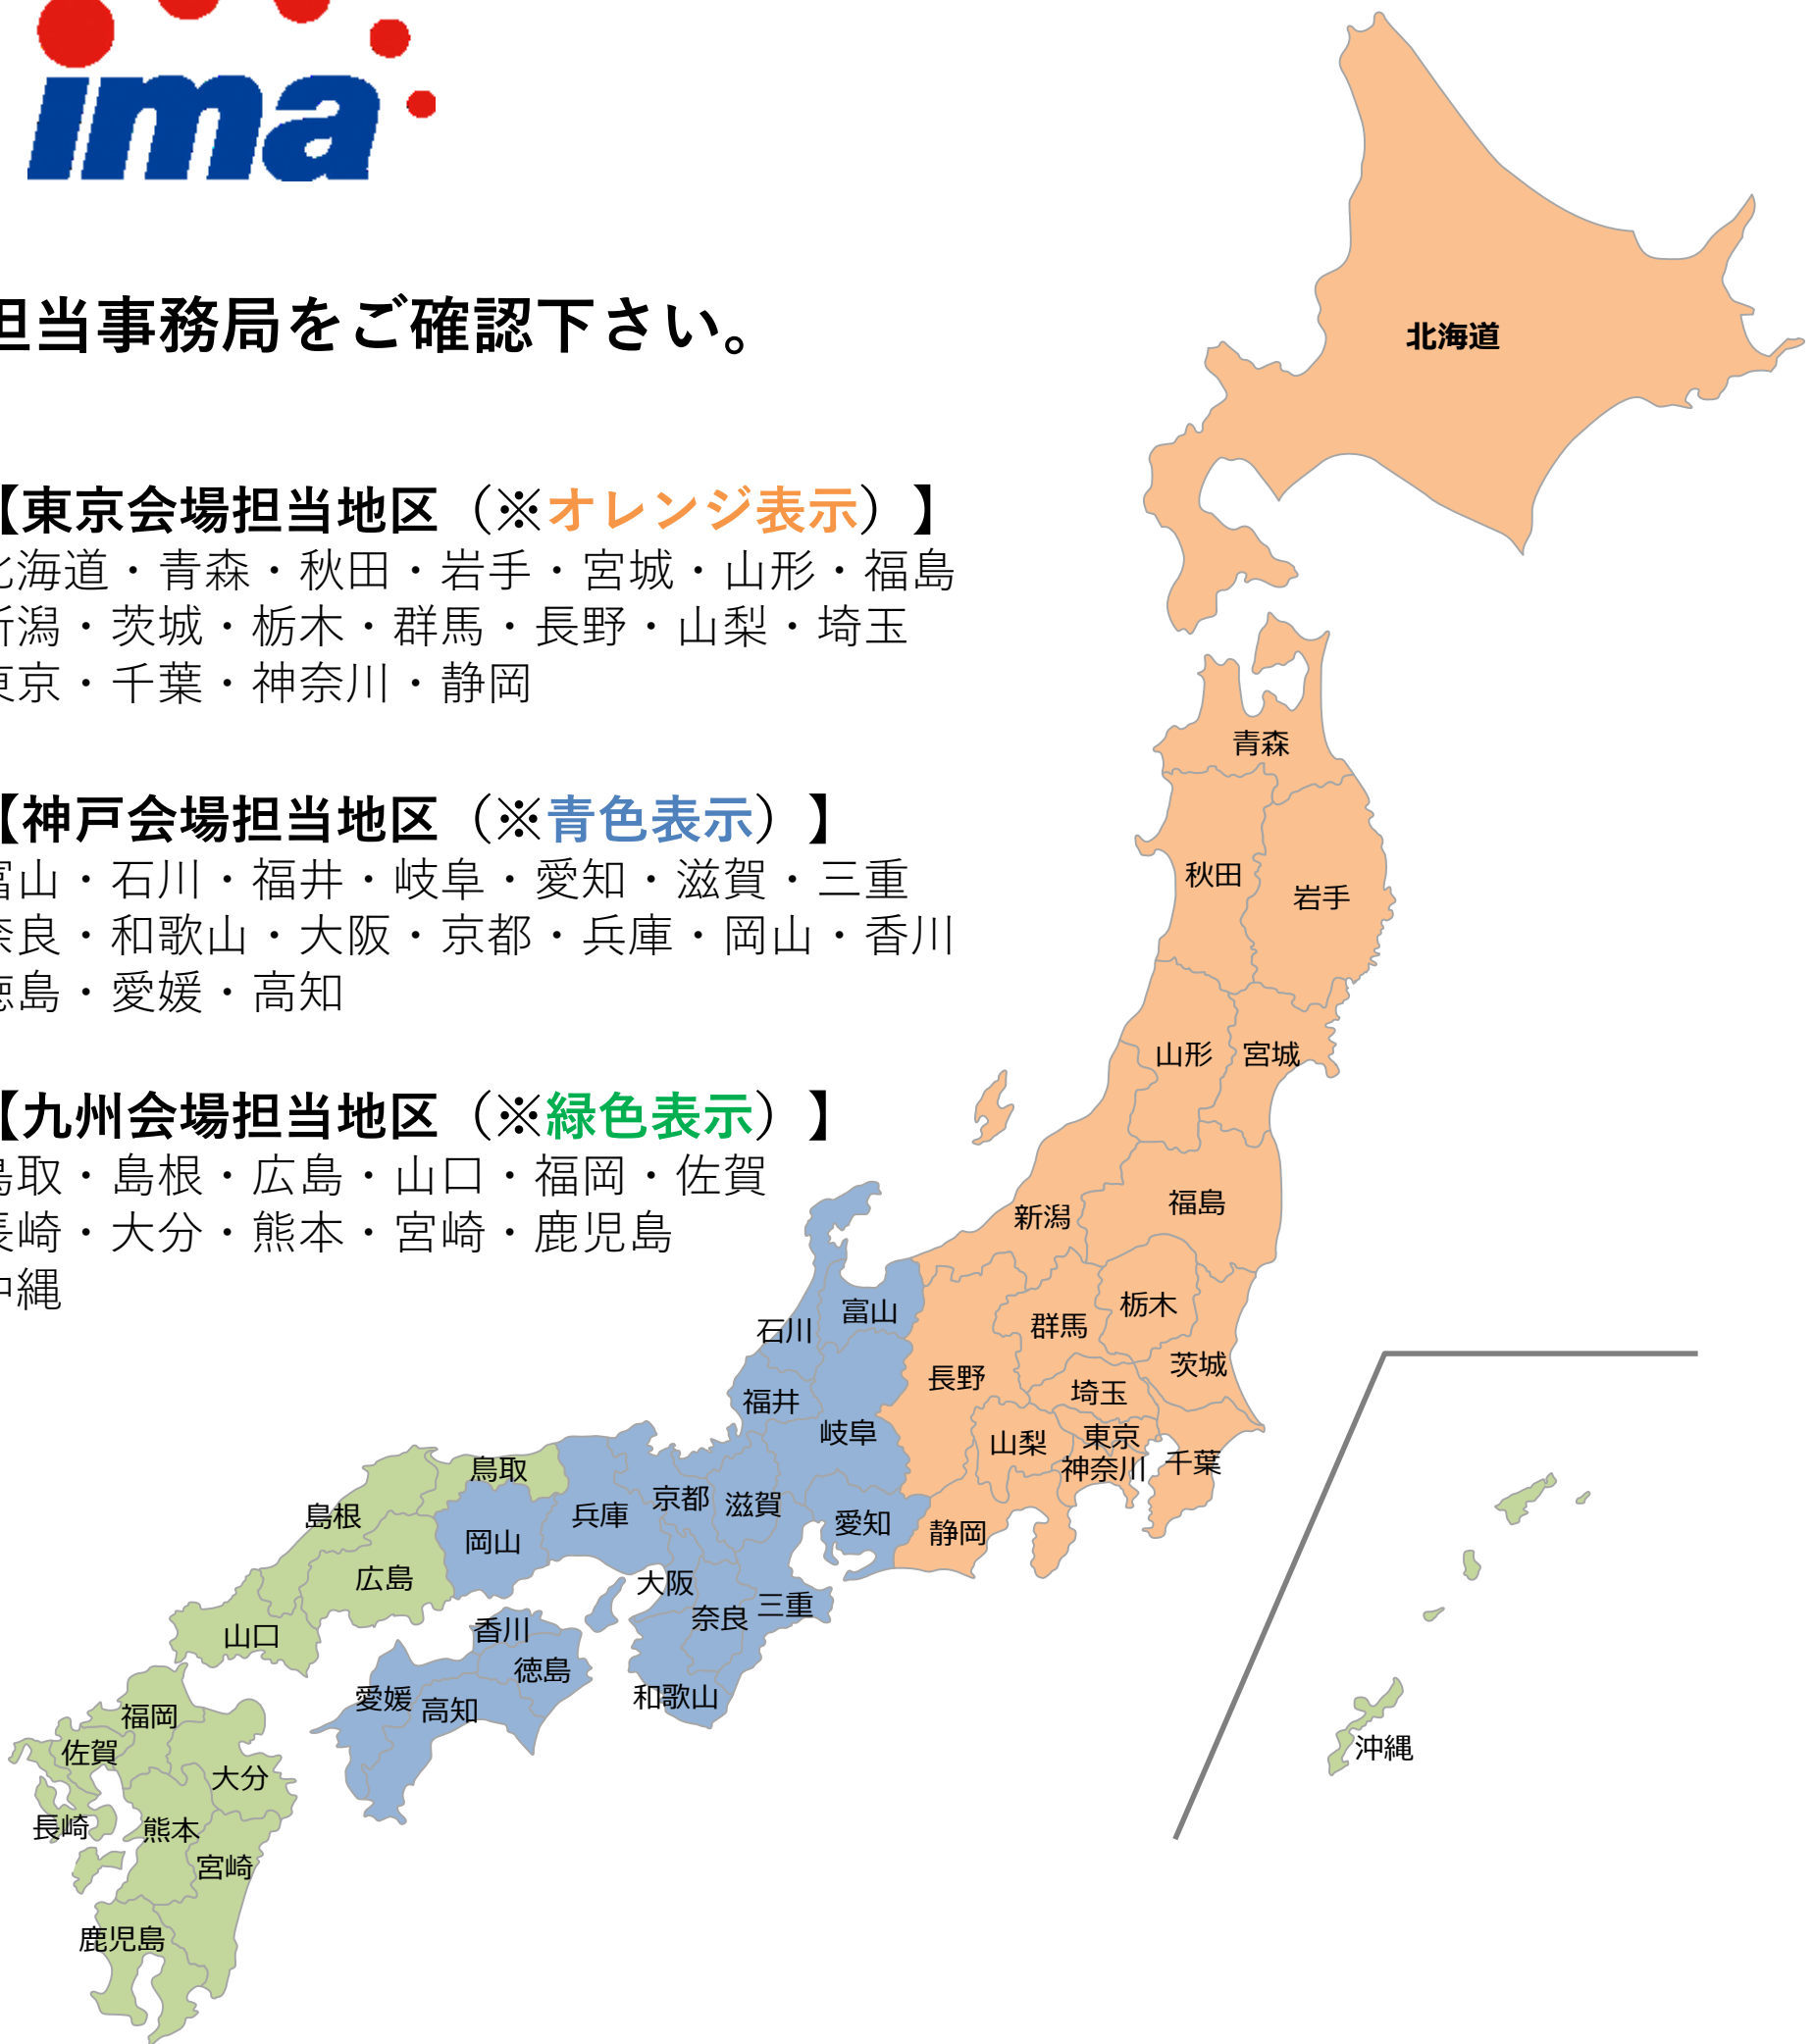 ima
担当事務局をご確認下さい。
【東京会場担当地区（※オレンジ表示）】
北海道・青森・秋田・岩手・宮城・山形・福島
新潟・茨城・栃木・群馬・長野・山梨・埼玉
東京・千葉・神奈川・静岡
【神戸会場担当地区（※青色表示）】
富山・石川・福井・岐阜・愛知・滋賀・三重
奈良・和歌山・大阪・京都・兵庫・岡山・香川
徳島・愛媛・高知
【九州会場担当地区（※緑色表示）】
鳥取・島根・広島・山口・福岡・佐賀
長崎・大分・熊本・宮崎・鹿児島
沖縄
北海道
青森
秋田
岩手
山形
宮城
福島
新潟
栃木
群馬
茨城
長野
埼玉
山梨
東京
神奈川
千葉
静岡
富山
石川
福井
岐阜
愛知
滋賀
京都
兵庫
大阪
奈良
三重
和歌山
鳥取
岡山
島根
広島
山口
香川
徳島
愛媛
高知
福岡
佐賀
大分
長崎
熊本
宮崎
鹿児島
沖縄